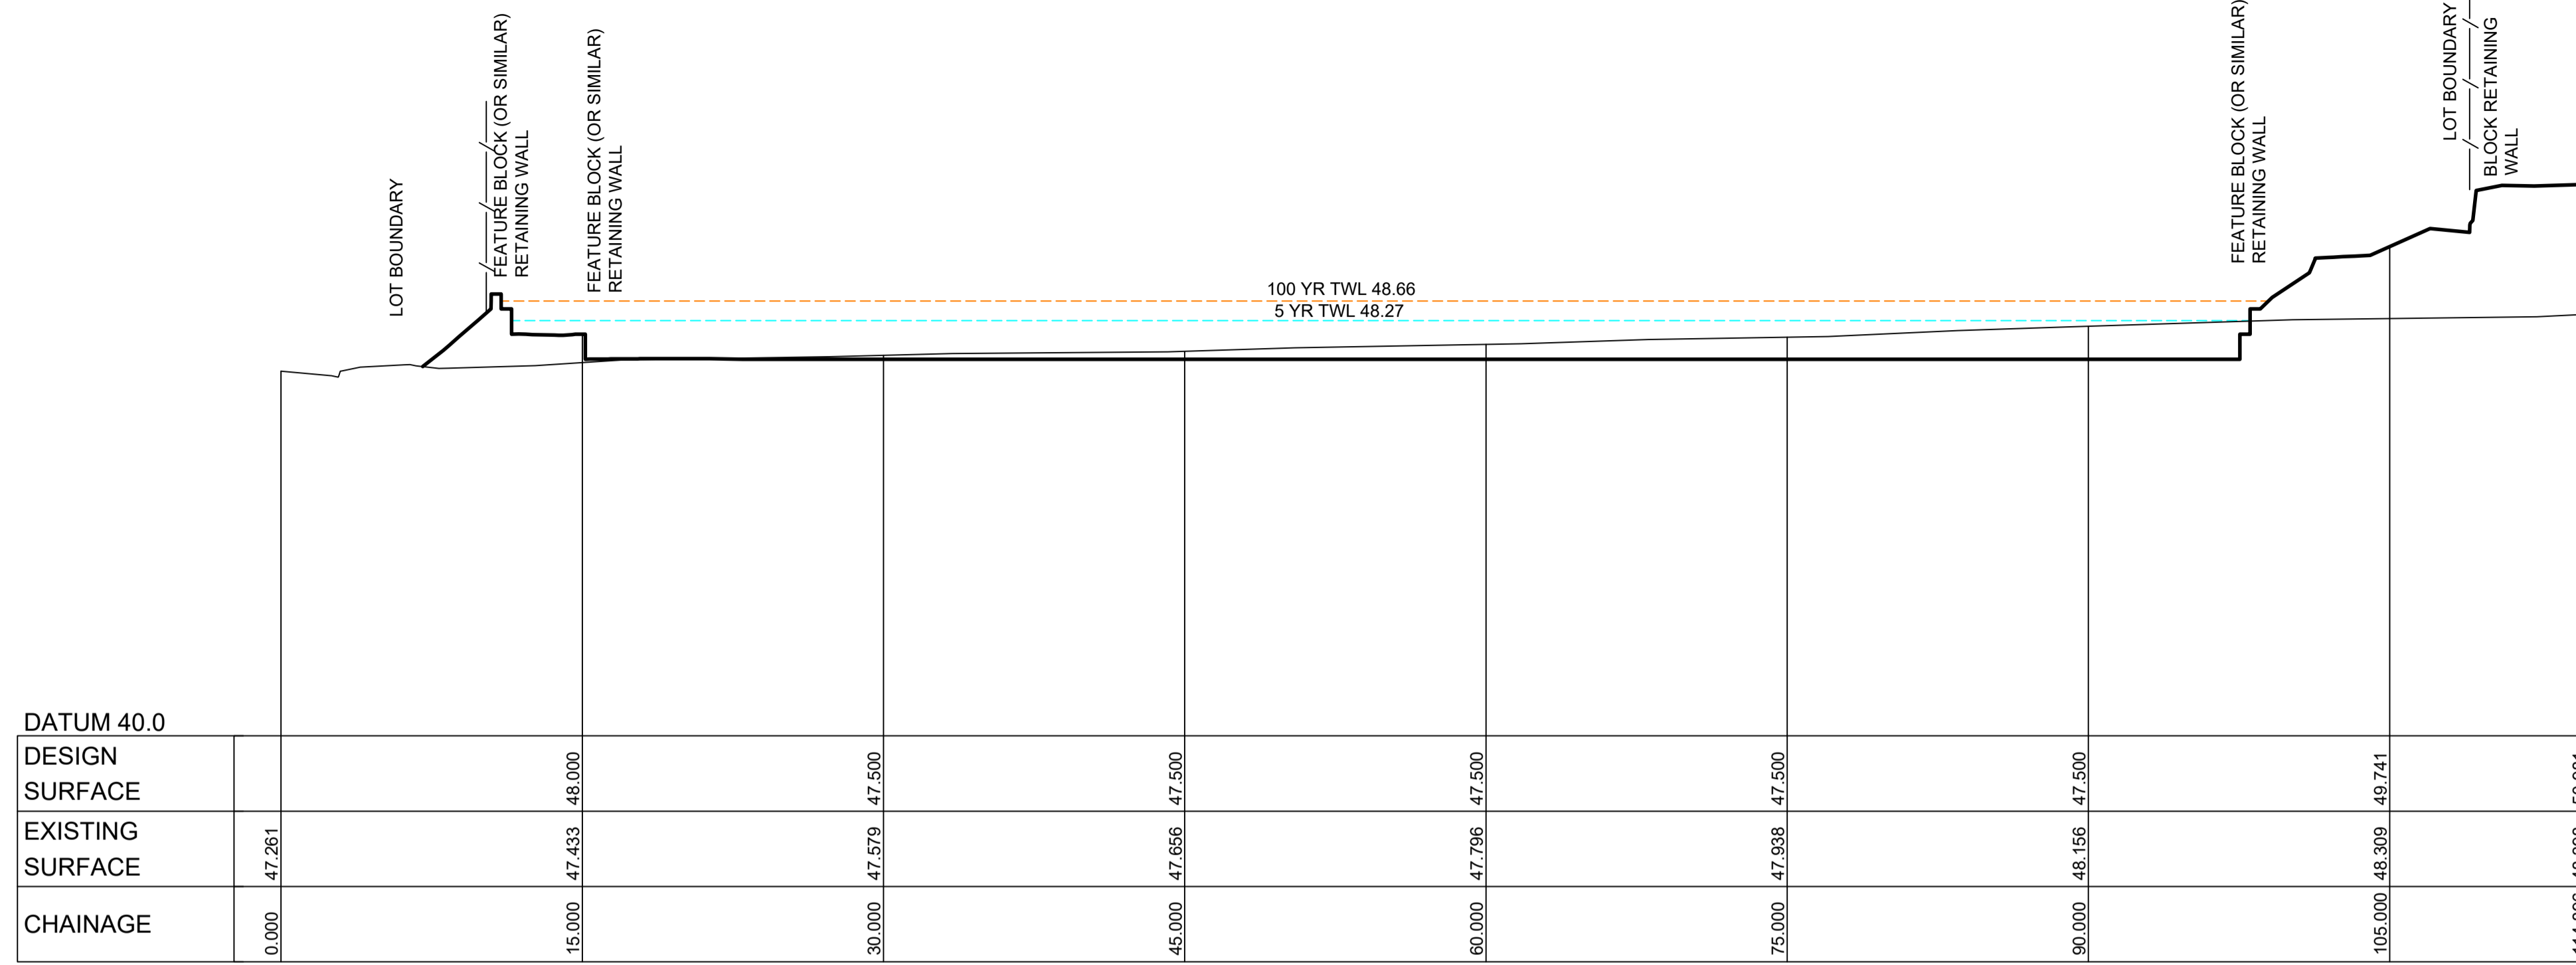 LOT BOUNDARY
FEATURE BLOCK (OR SIMILAR)
RETAINING WALL
FEATURE BLOCK (OR SIMILAR)
RETAINING WALL
100 YR TWL 48.66
5 YR TWL 48.27
FEATURE BLOCK (OR SIMILAR)
RETAINING WALL
LOT BOUNDARY
BLOCK RETAINING
WALL
DATUM 40.0
DESIGN
SURFACE
48.000
47.500
47.500
47.500
47.500
47.500
49.741
EXISTING
SURFACE
47.261
47.433
47.579
47.656
47.796
47.938
48.156
48.309
CHAINAGE
0.000
15.000
30.000
45.000
60.000
75.000
90.000
105.000